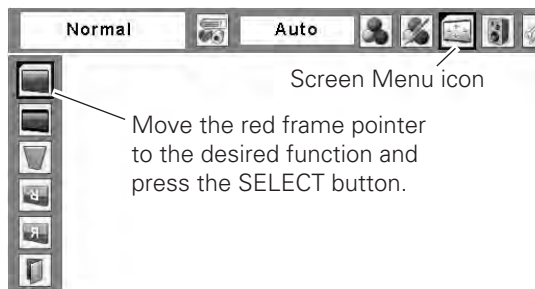 Normal
Auto
Screen Menu icon
Move the red frame pointer
to the desired function and
press the SELECT button.